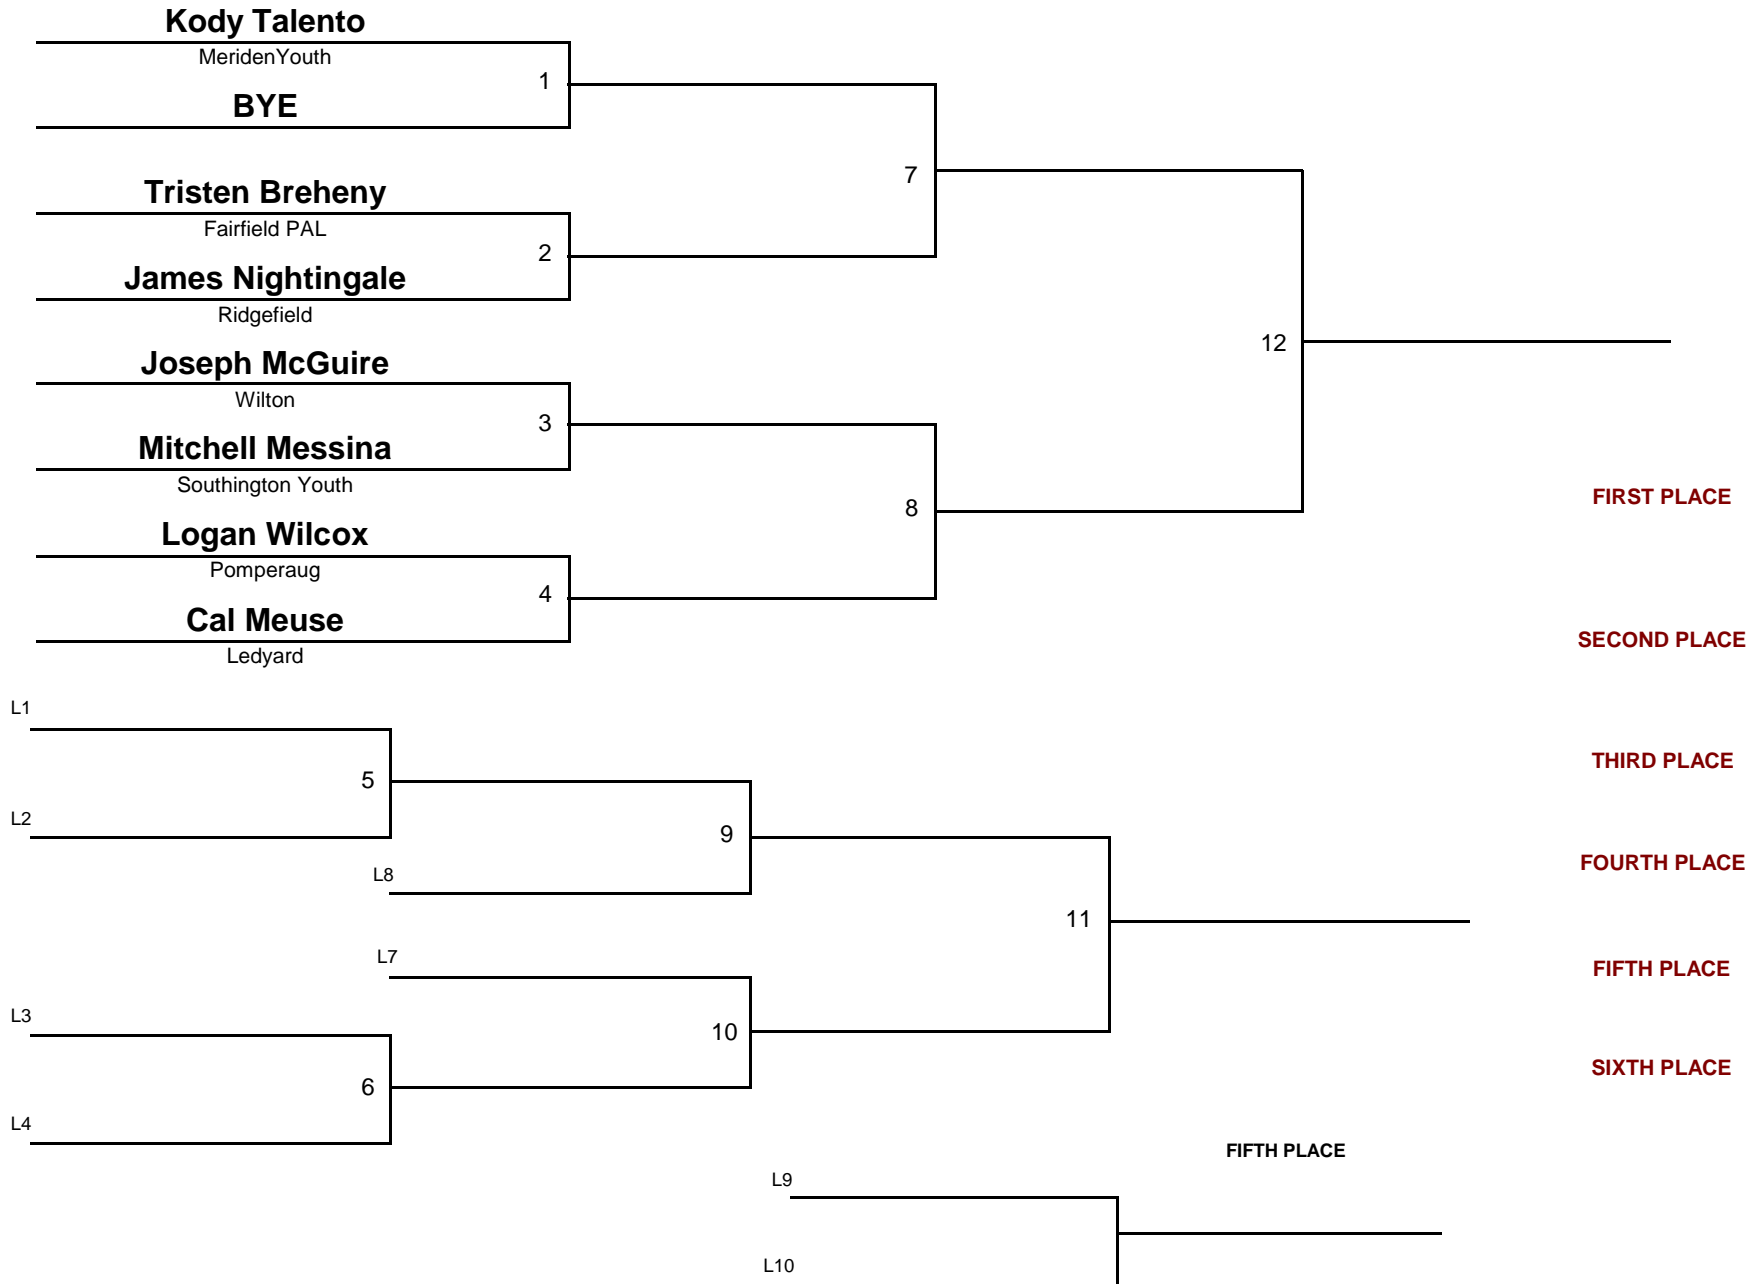 Kody Talento
MeridenYouth
1
BYE
7
Tristen Breheny
Fairfield PAL
2
James Nightingale
Ridgefield
12
Joseph McGuire
Wilton
3
Mitchell Messina
Southington Youth
8
FIRST PLACE
Logan Wilcox
Pomperaug
4
Cal Meuse
Ledyard
SECOND PLACE
L1
5
THIRD PLACE
L2
9
L8
FOURTH PLACE
11
L7
FIFTH PLACE
L3
10
6
SIXTH PLACE
L4
FIFTH PLACE
L9
L10